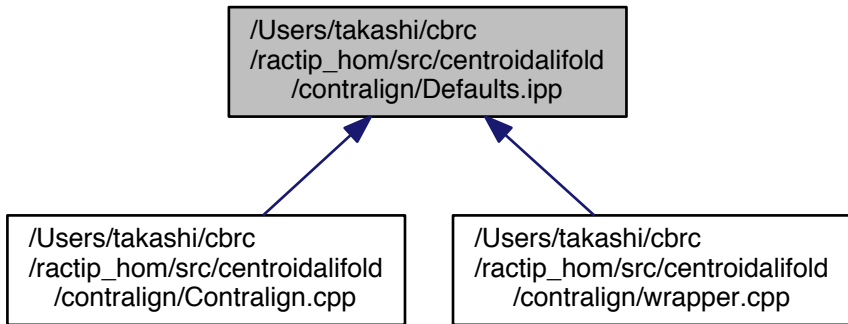 /Users/takashi/cbrc
/ractip_hom/src/centroidalifold
/contralign/Defaults.ipp
/Users/takashi/cbrc
/ractip_hom/src/centroidalifold
/contralign/Contralign.cpp
/Users/takashi/cbrc
/ractip_hom/src/centroidalifold
/contralign/wrapper.cpp